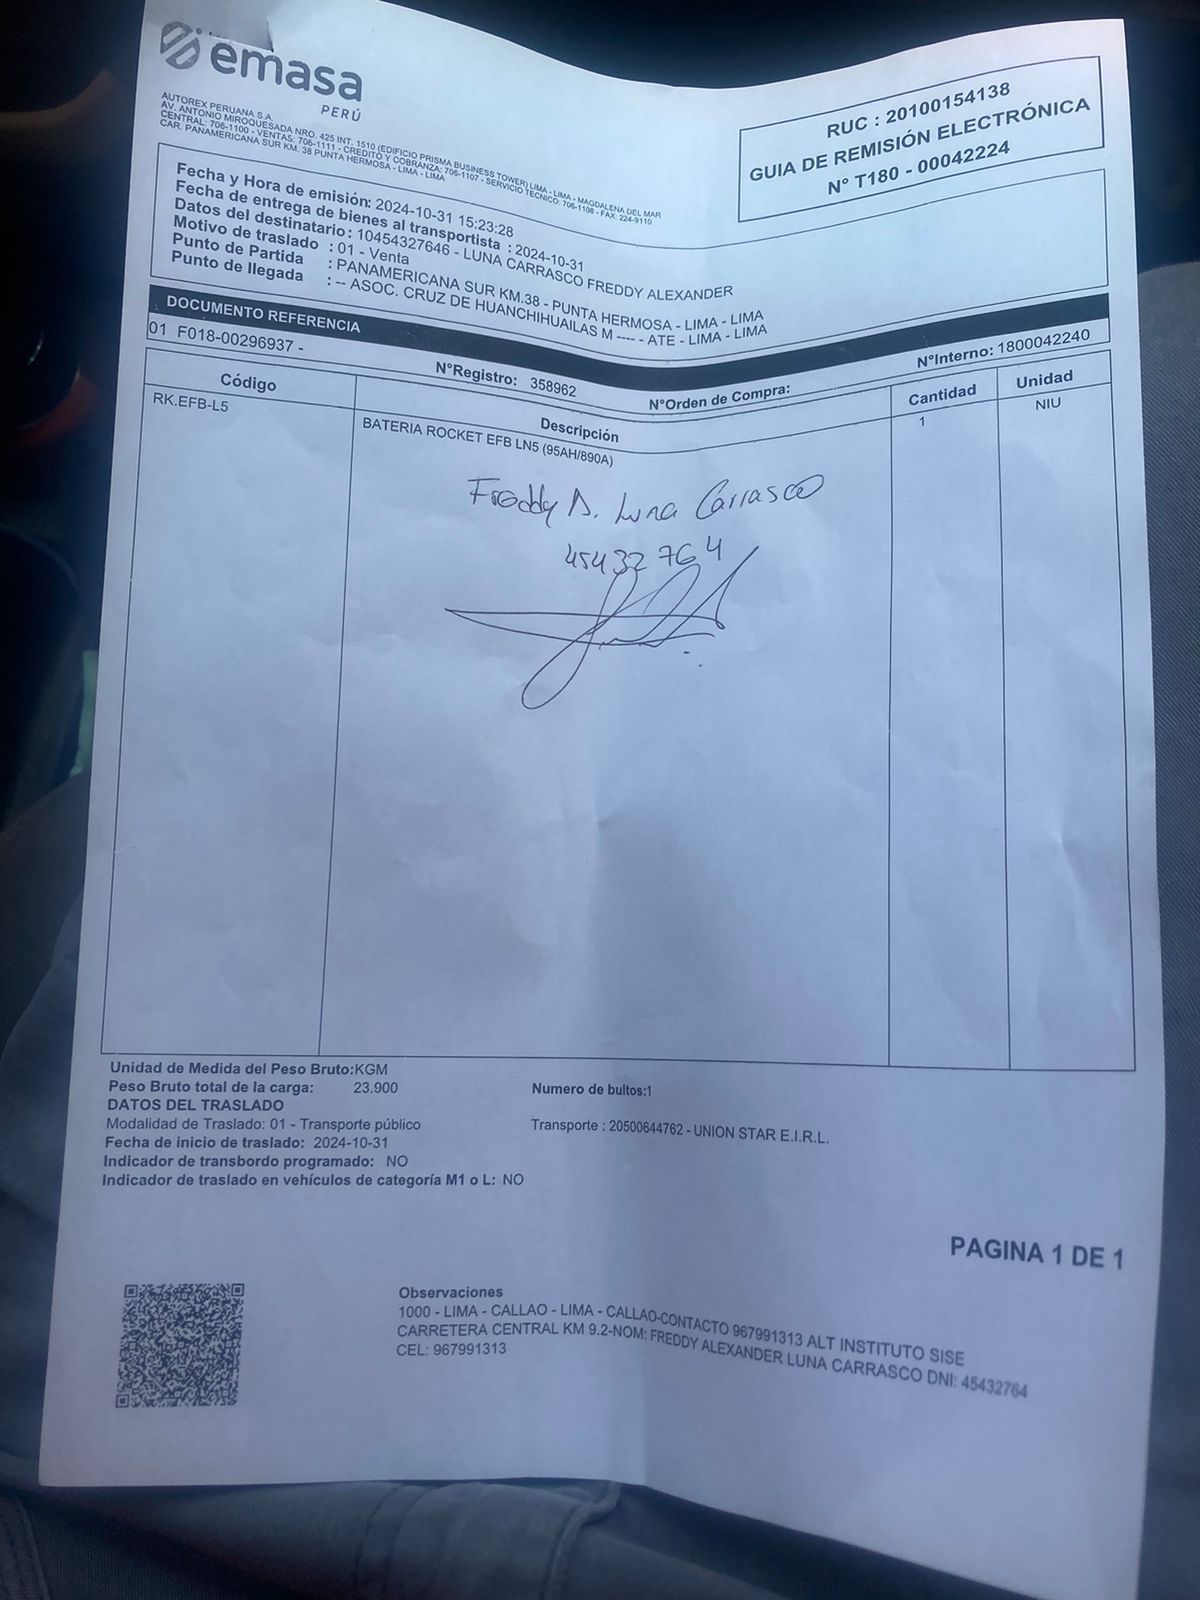 emasa
PERÚ
AUTOREX PERUANA S.A.
AV. ANTONIO MIROQUESADA NRO. 425 INT. 1510 (EDIFICIO PRISMA BUSINESS TOWER) LIMA - LIMA - MAGDALENA DEL MAR
CENTRAL: 706-1100 - VENTAS: 706-1111 - CREDITO Y COBRANZA: 706-1107 - SERVICIO TECNICO: 706-1108 - FAX: 224-9110
CAR. PANAMERICANA SUR KM. 38 PUNTA HERMOSA - LIMA - LIMA
RUC : 20100154138
GUIA DE REMISIÓN ELECTRÓNICA
N° T180 - 00042224
Fecha y Hora de emisión: 2024-10-31 15:23:28
Fecha de entrega de bienes al transportista : 2024-10-31
Datos del destinatario: 10454327646 - LUNA CARRASCO FREDDY ALEXANDER
Motivo de traslado : 01 - Venta
Punto de Partida : PANAMERICANA SUR KM.38 - PUNTA HERMOSA - LIMA - LIMA
Punto de llegada : -- ASOC. CRUZ DE HUANCHIHUAILAS M ---- - ATE - LIMA - LIMA
DOCUMENTO REFERENCIA
01 F018-00296937 - N°Registro: 358962 N°Orden de Compra: N°Interno: 1800042240
Código Descripción Cantidad Unidad
RK.EFB-L5 BATERIA ROCKET EFB LN5 (95AH/890A) 1 NIU
Freddy A. Luna Carrasco
45432764
Unidad de Medida del Peso Bruto:KGM
Peso Bruto total de la carga: 23.900 Numero de bultos:1
DATOS DEL TRASLADO
Modalidad de Traslado: 01 - Transporte público Transporte : 20500644762 - UNION STAR E.I.R.L.
Fecha de inicio de traslado: 2024-10-31
Indicador de transbordo programado: NO
Indicador de traslado en vehículos de categoría M1 o L: NO
PAGINA 1 DE 1
Observaciones
1000 - LIMA - CALLAO - LIMA - CALLAO-CONTACTO 967991313 ALT INSTITUTO SISE
CARRETERA CENTRAL KM 9.2-NOM: FREDDY ALEXANDER LUNA CARRASCO DNI: 45432764
CEL: 967991313